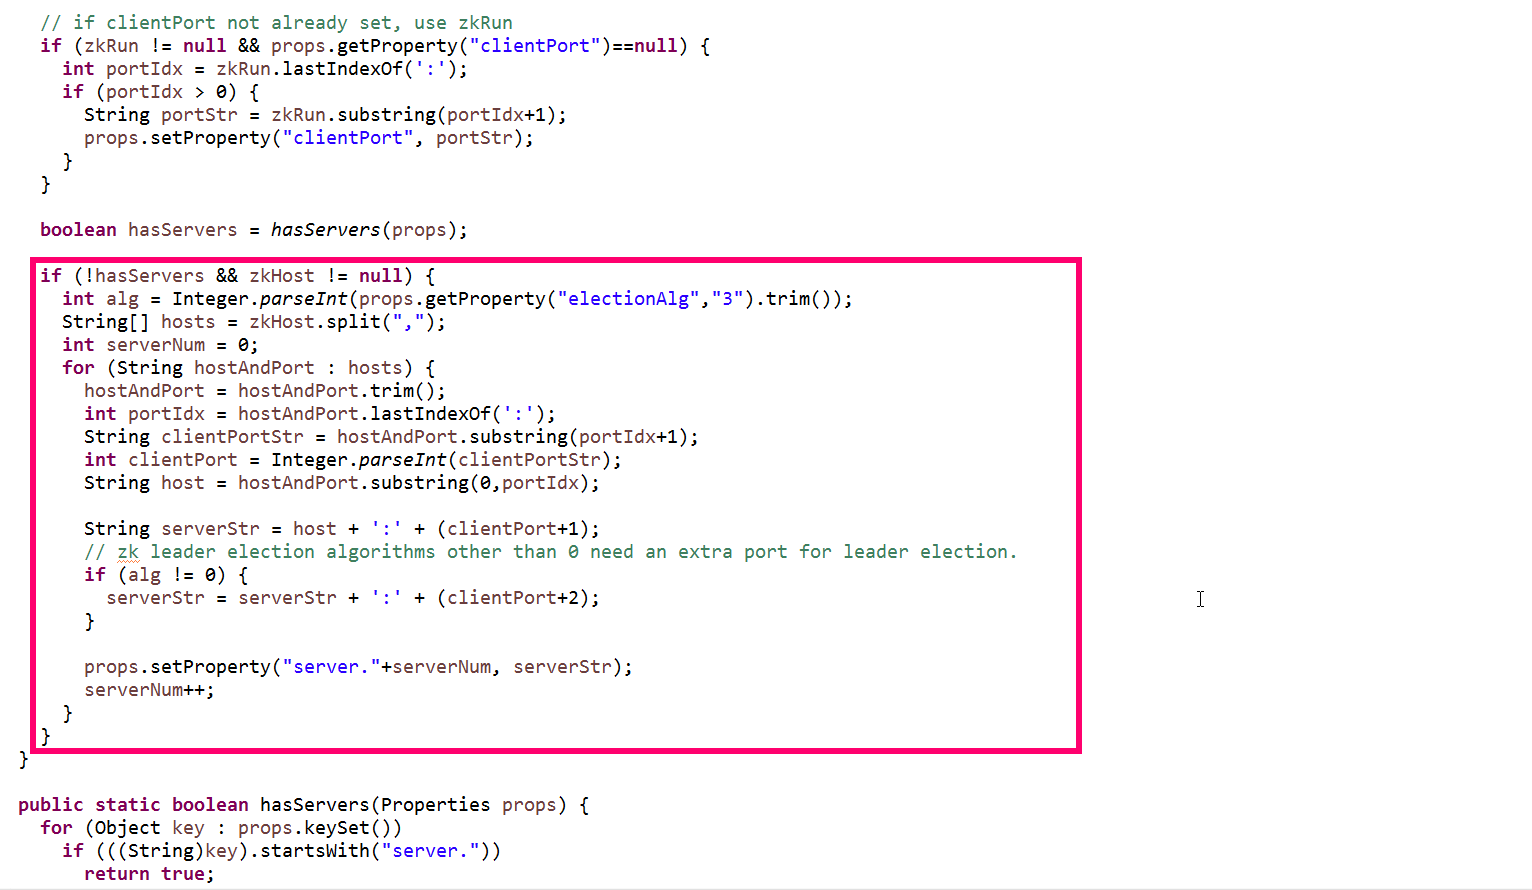 // if clientPort not already set, use zkRun
if (zkRun != null && props.getProperty("clientPort")==null) {
int portIdx = zkRun.lastIndexOf(':');
if (portIdx > 0) {
String portStr = zkRun.substring(portIdx+1);
props.setProperty("clientPort", portStr);
}
}
boolean hasServers = hasServers(props);
if (!hasServers && zkHost != null) {
int alg = Integer.parseInt(props.getProperty("electionAlg","3").trim());
String[] hosts = zkHost.split(",");
int serverNum = 0;
for (String hostAndPort : hosts) {
hostAndPort = hostAndPort.trim();
int portIdx = hostAndPort.lastIndexOf(':');
String clientPortStr = hostAndPort.substring(portIdx+1);
int clientPort = Integer.parseInt(clientPortStr);
String host = hostAndPort.substring(0,portIdx);
String serverStr = host + ':' + (clientPort+1);
// zk leader election algorithms other than 0 need an extra port for leader election.
if (alg != 0) {
serverStr = serverStr + ':' + (clientPort+2);
}
props.setProperty("server."+serverNum, serverStr);
serverNum++;
}
}
}
public static boolean hasServers(Properties props) {
for (Object key : props.keySet())
if (((String)key).startsWith("server."))
return true;